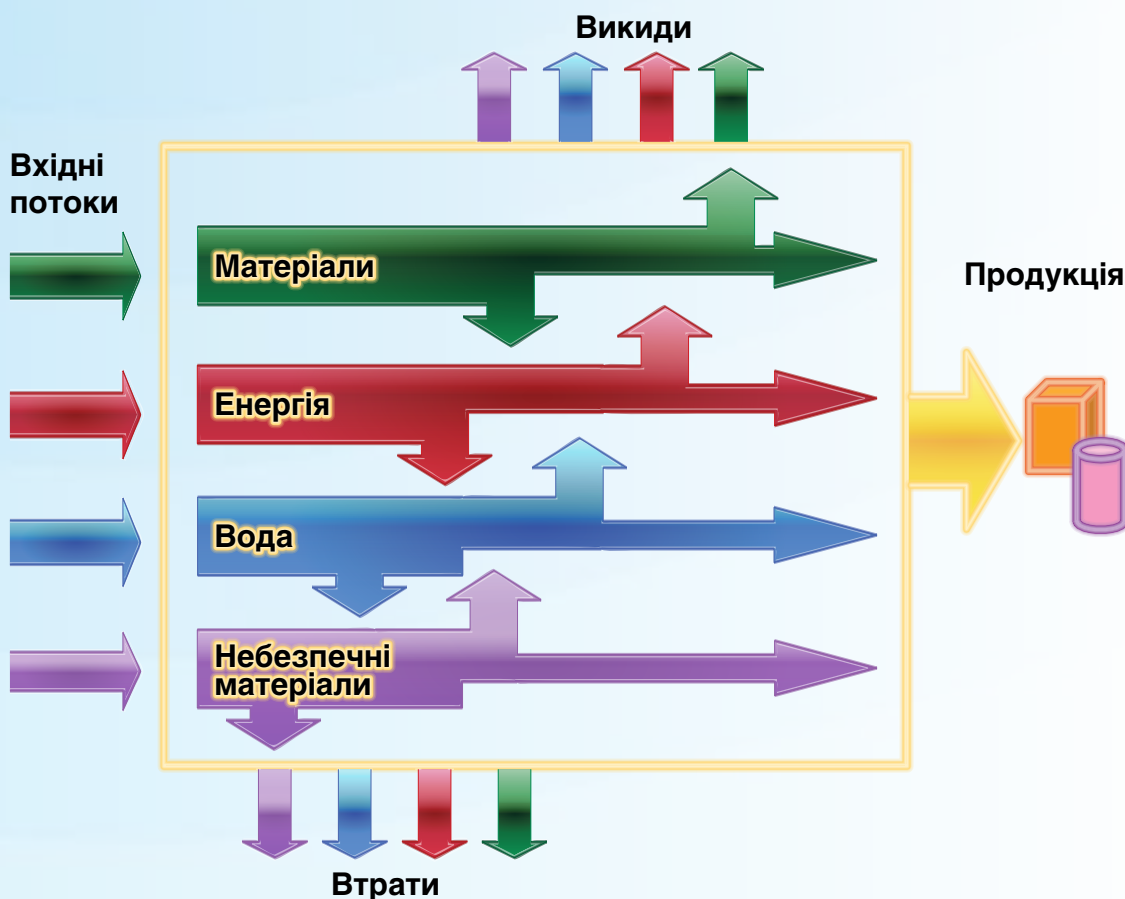 Викиди
Вхідні
потоки
Матеріали
Продукція
Енергія
Вода
Небезпечні
матеріали
Втрати